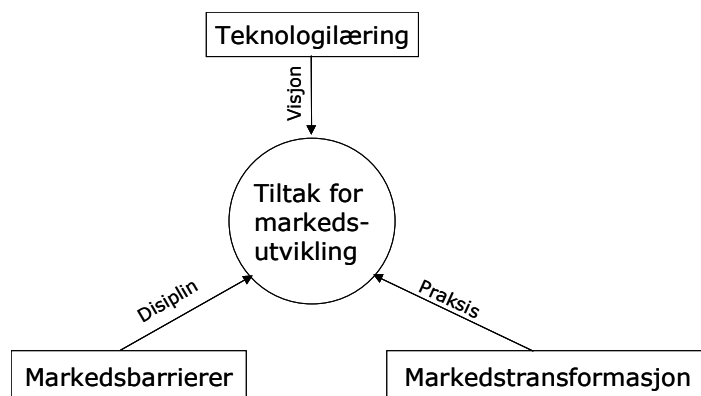 Teknologilæring
Visjon
Tiltak for
markeds-
utvikling
Disiplin
Praksis
Markedsbarrierer
Markedstransformasjon